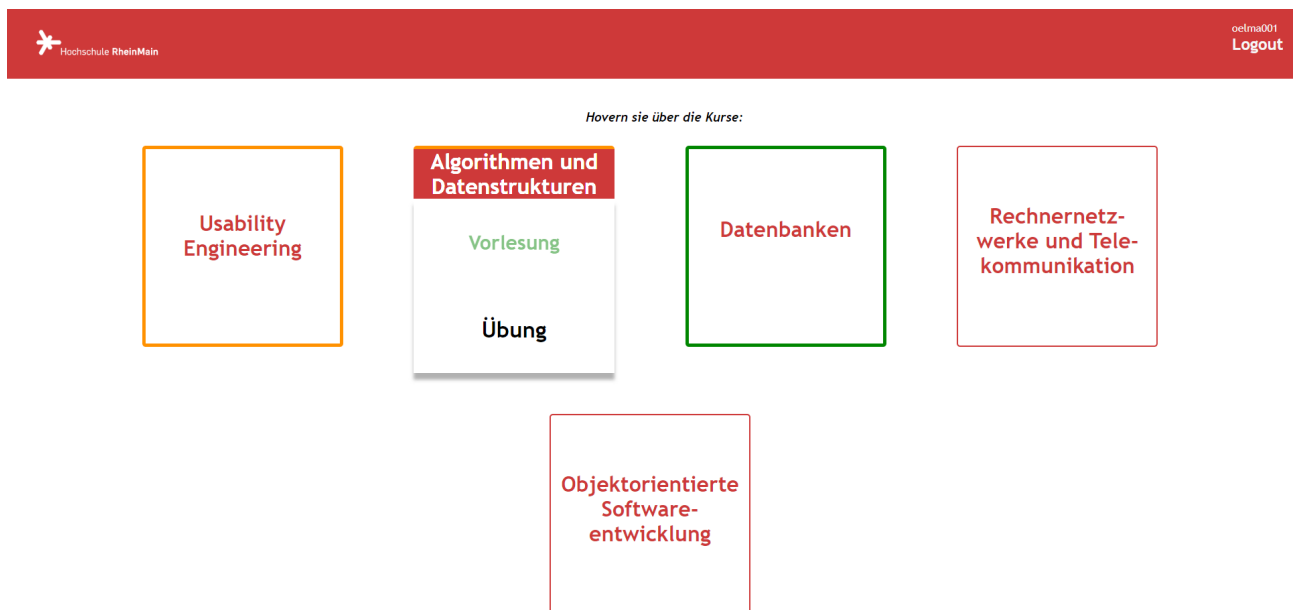 Hochschule RheinMain
oelma001
Logout
Hovern sie über die Kurse:
Usability
Engineering
Algorithmen und
Datenstrukturen
Vorlesung
Übung
Datenbanken
Rechnernetz-
werke und Tele-
kommunikation
Objektorientierte
Software-
entwicklung